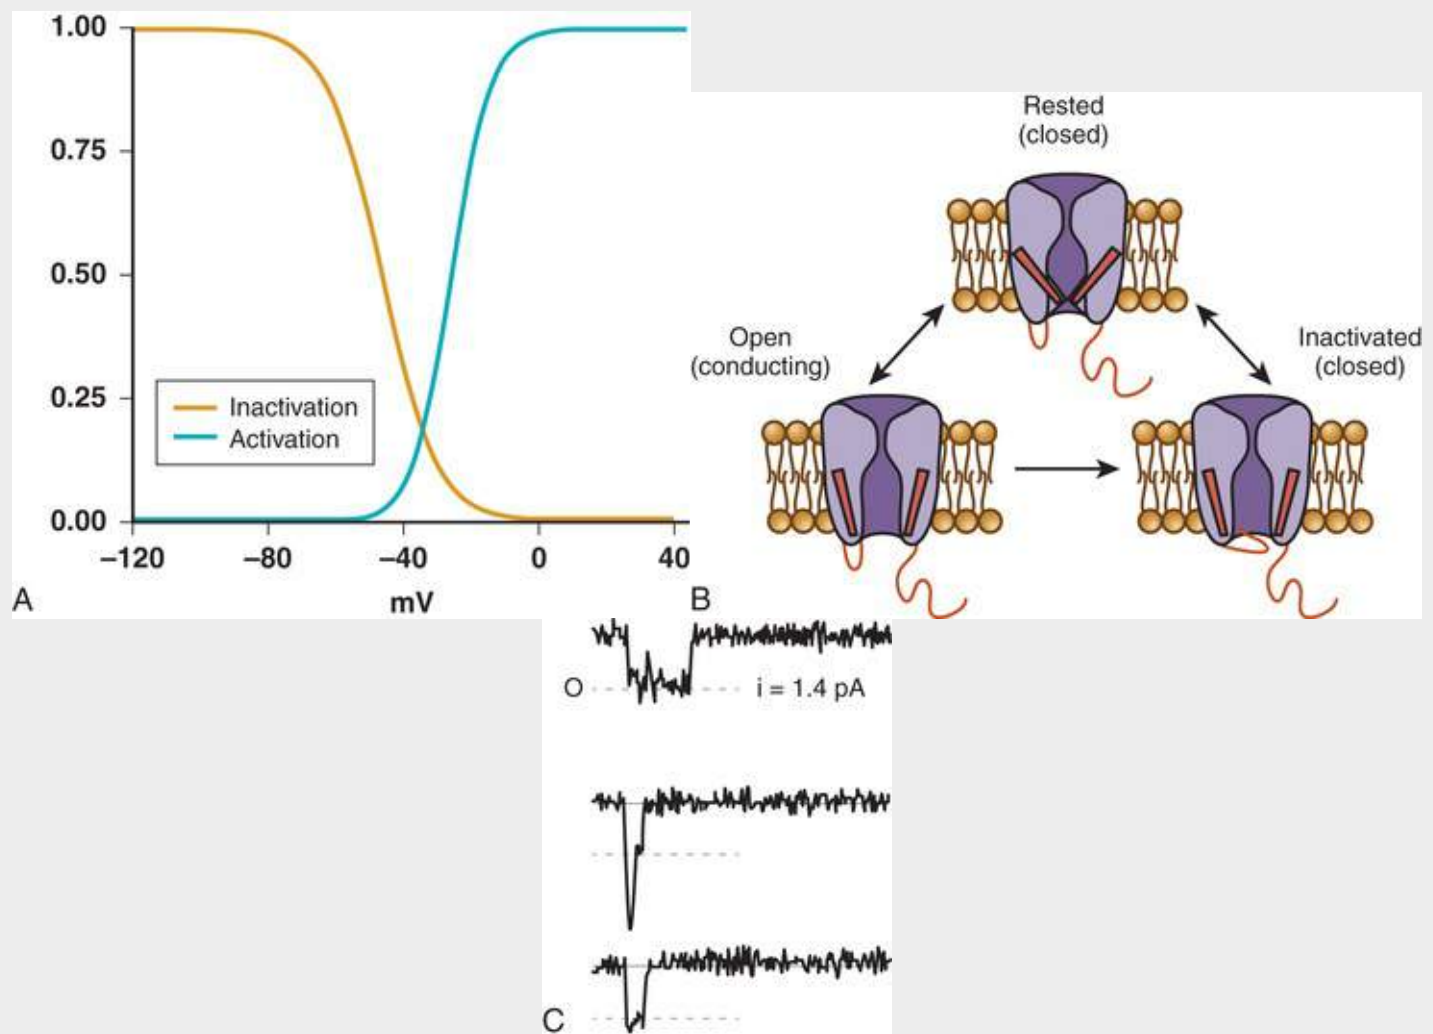 1.00
0.75
0.50
0.25
0.00
Inactivation
Activation
–120 –80 –40 0 40
mV
A
Rested
(closed)
Open
(conducting)
Inactivated
(closed)
B
O
i = 1.4 pA
C